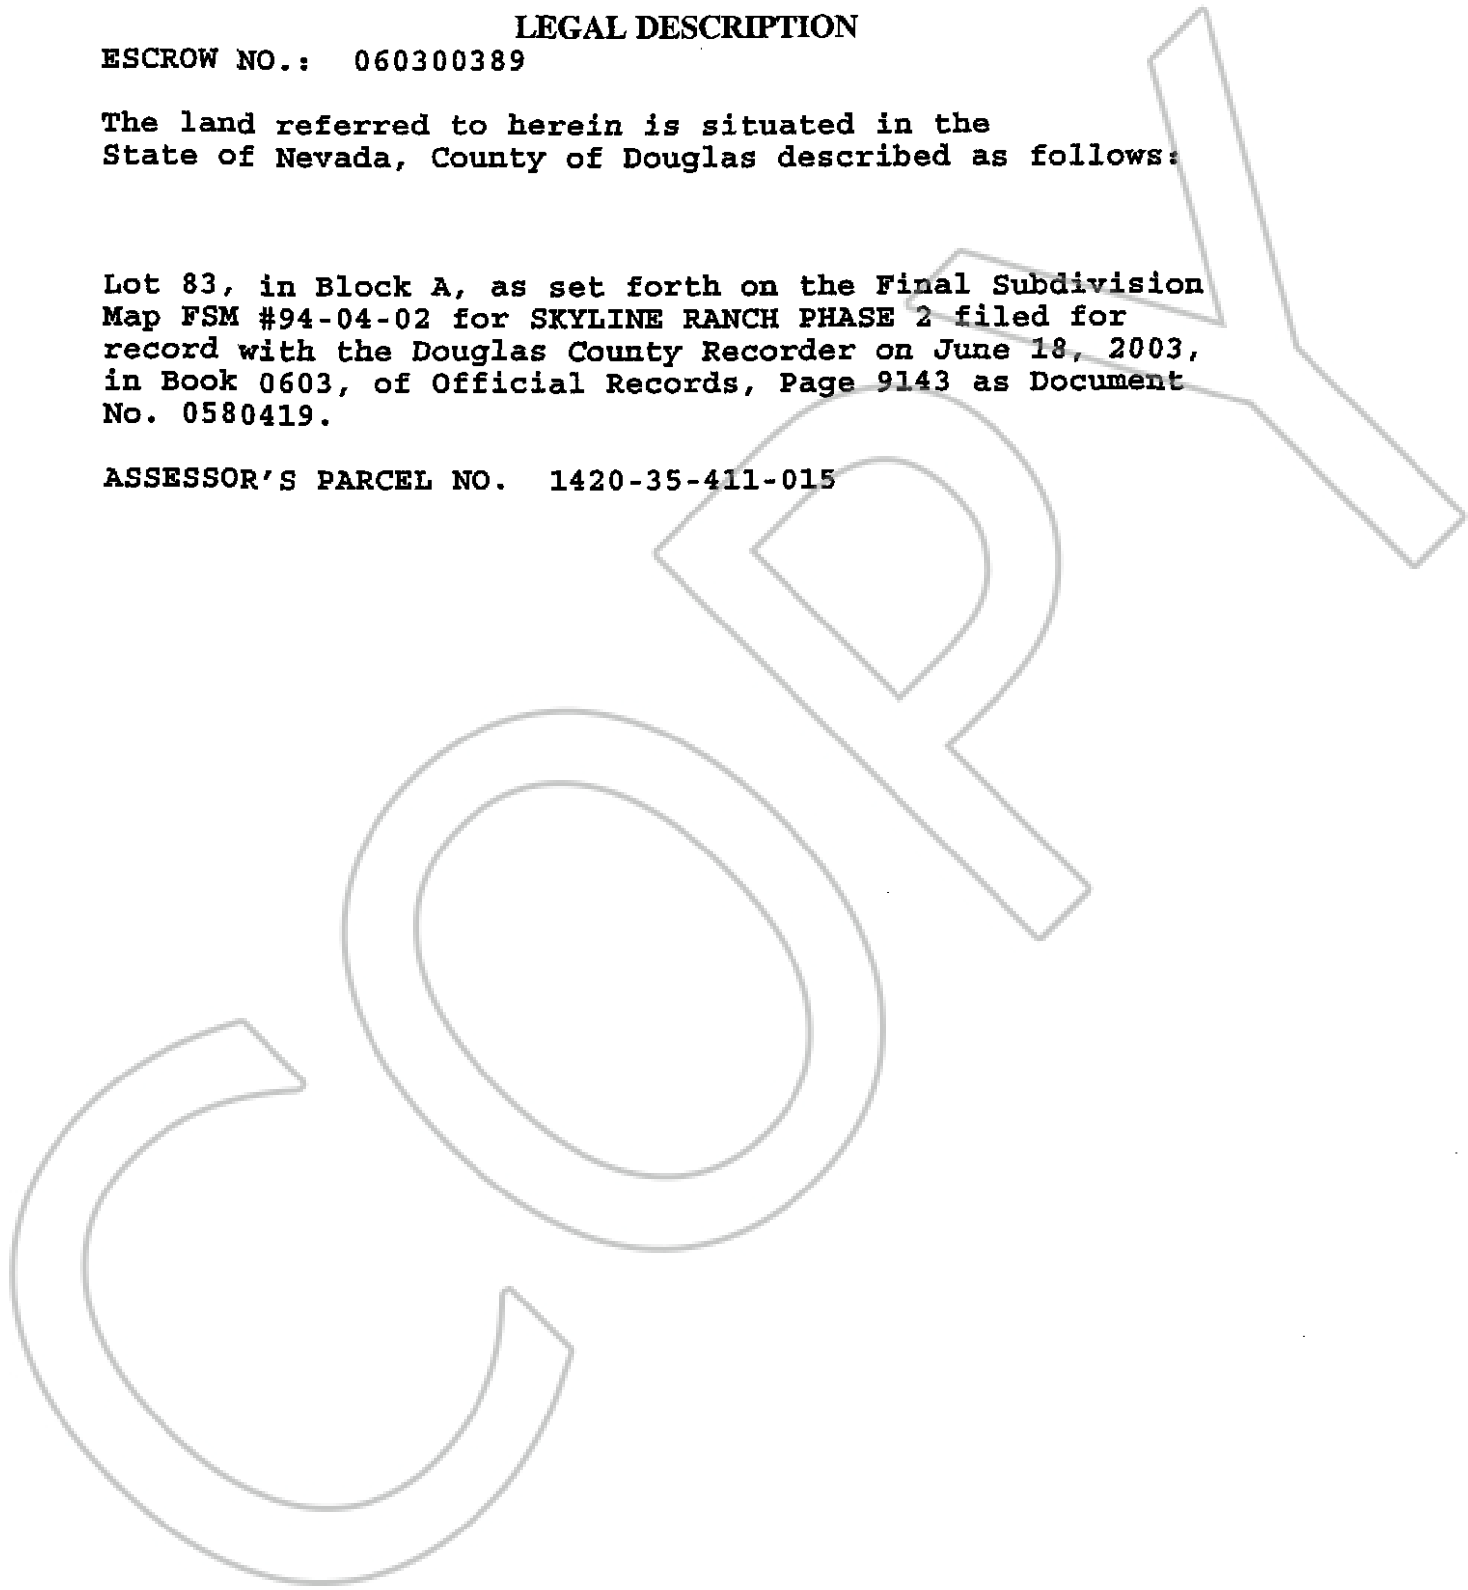 LEGAL DESCRIPTION
ESCROW NO.: 060300389
The land referred to herein is situated in the
State of Nevada, County of Douglas described as follows:
Lot 83, in Block A, as set forth on the Final Subdivision
Map FSM #94-04-02 for SKYLINE RANCH PHASE 2 filed for
record with the Douglas County Recorder on June 18, 2003,
in Book 0603, of Official Records, Page 9143 as Document
No. 0580419.
ASSESSOR'S PARCEL NO. 1420-35-411-015
COPY